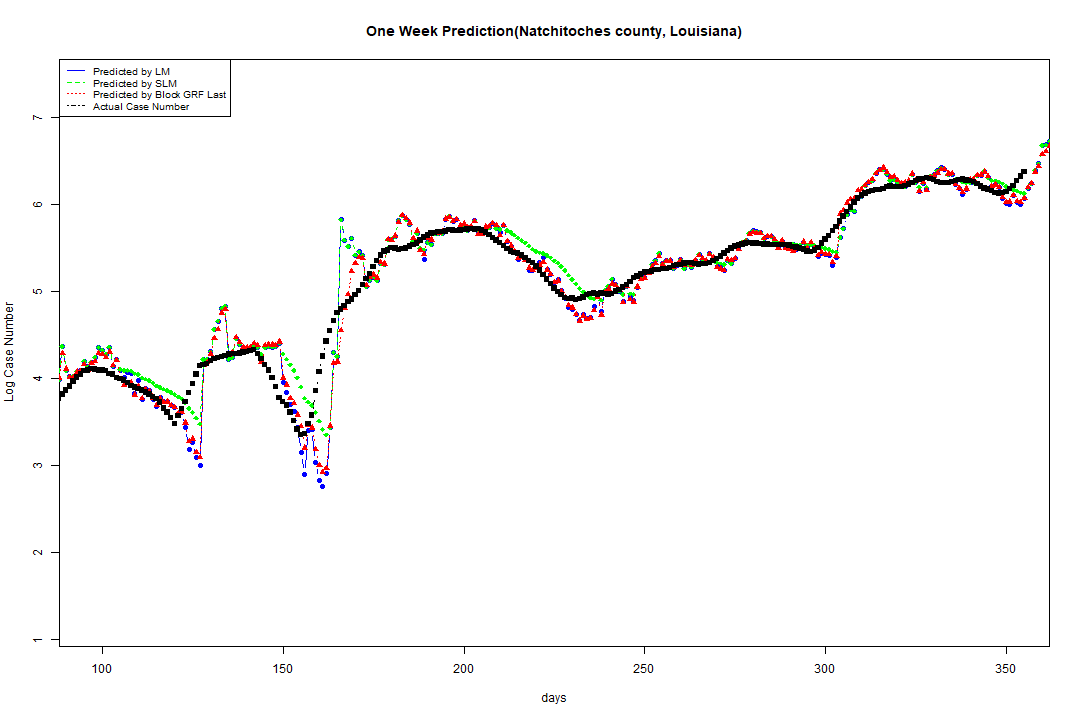 One Week Prediction(Natchitoches county, Louisiana)
Predicted by LM
Predicted by SLM
Predicted by Block GRF Last
Actual Case Number
7
6
5
4
3
2
1
Log Case Number
100 150 200 250 300 350
days